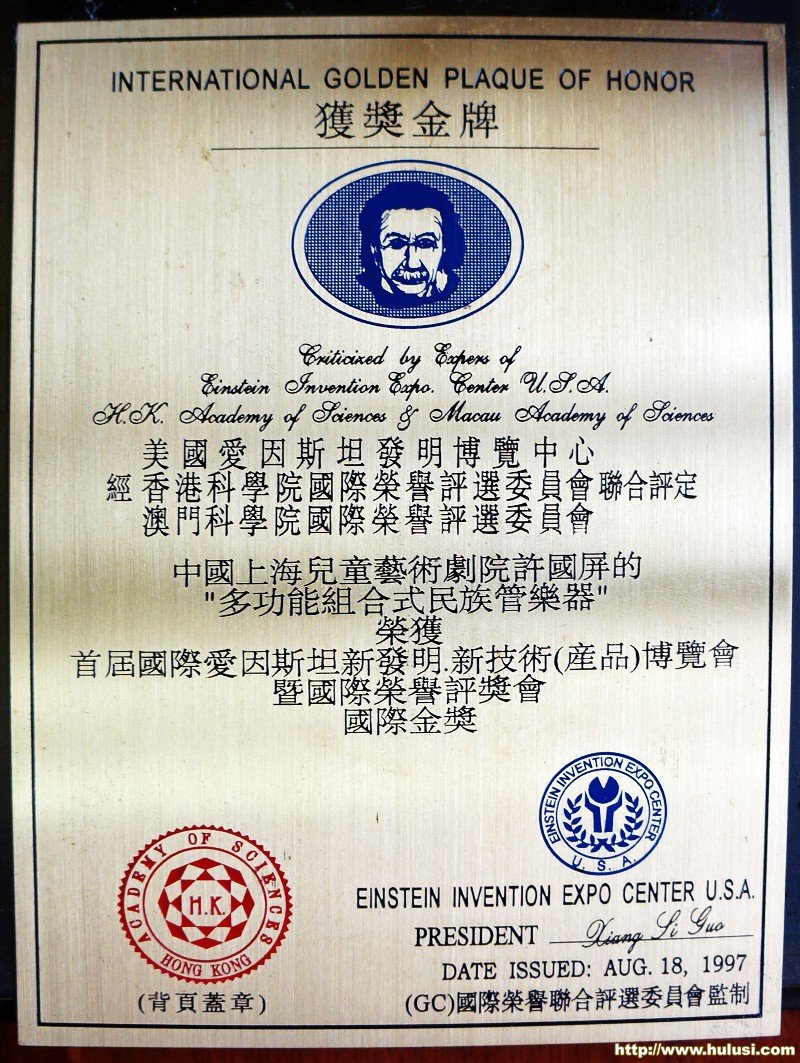 INTERNATIONAL GOLDEN PLAQUE OF HONOR
獲獎金牌
Criticized by Expers of
Einstein Invention Expo. Center U.S.A.
H.K. Academy of Sciences & Macau Academy of Sciences
美國愛因斯坦發明博覽中心
經香港科學院國際榮譽評選委員會聯合評定
澳門科學院國際榮譽評選委員會
中國上海兒童藝術劇院許國屏的
"多功能組合式民族管樂器"
榮獲
首屆國際愛因斯坦新發明.新技術(産品)博覽會
暨國際榮譽評獎會
國際金獎
EINSTEIN INVENTION EXPO CENTER
U.S.A.
ACADEMY OF SCIENCES
H.K.
HONG KONG
(背頁蓋章)
EINSTEIN INVENTION EXPO CENTER U.S.A.
PRESIDENT Xiang Li Guo
DATE ISSUED: AUG. 18, 1997
(GC)國際榮譽聯合評選委員會監制
http://www.hulusi.com